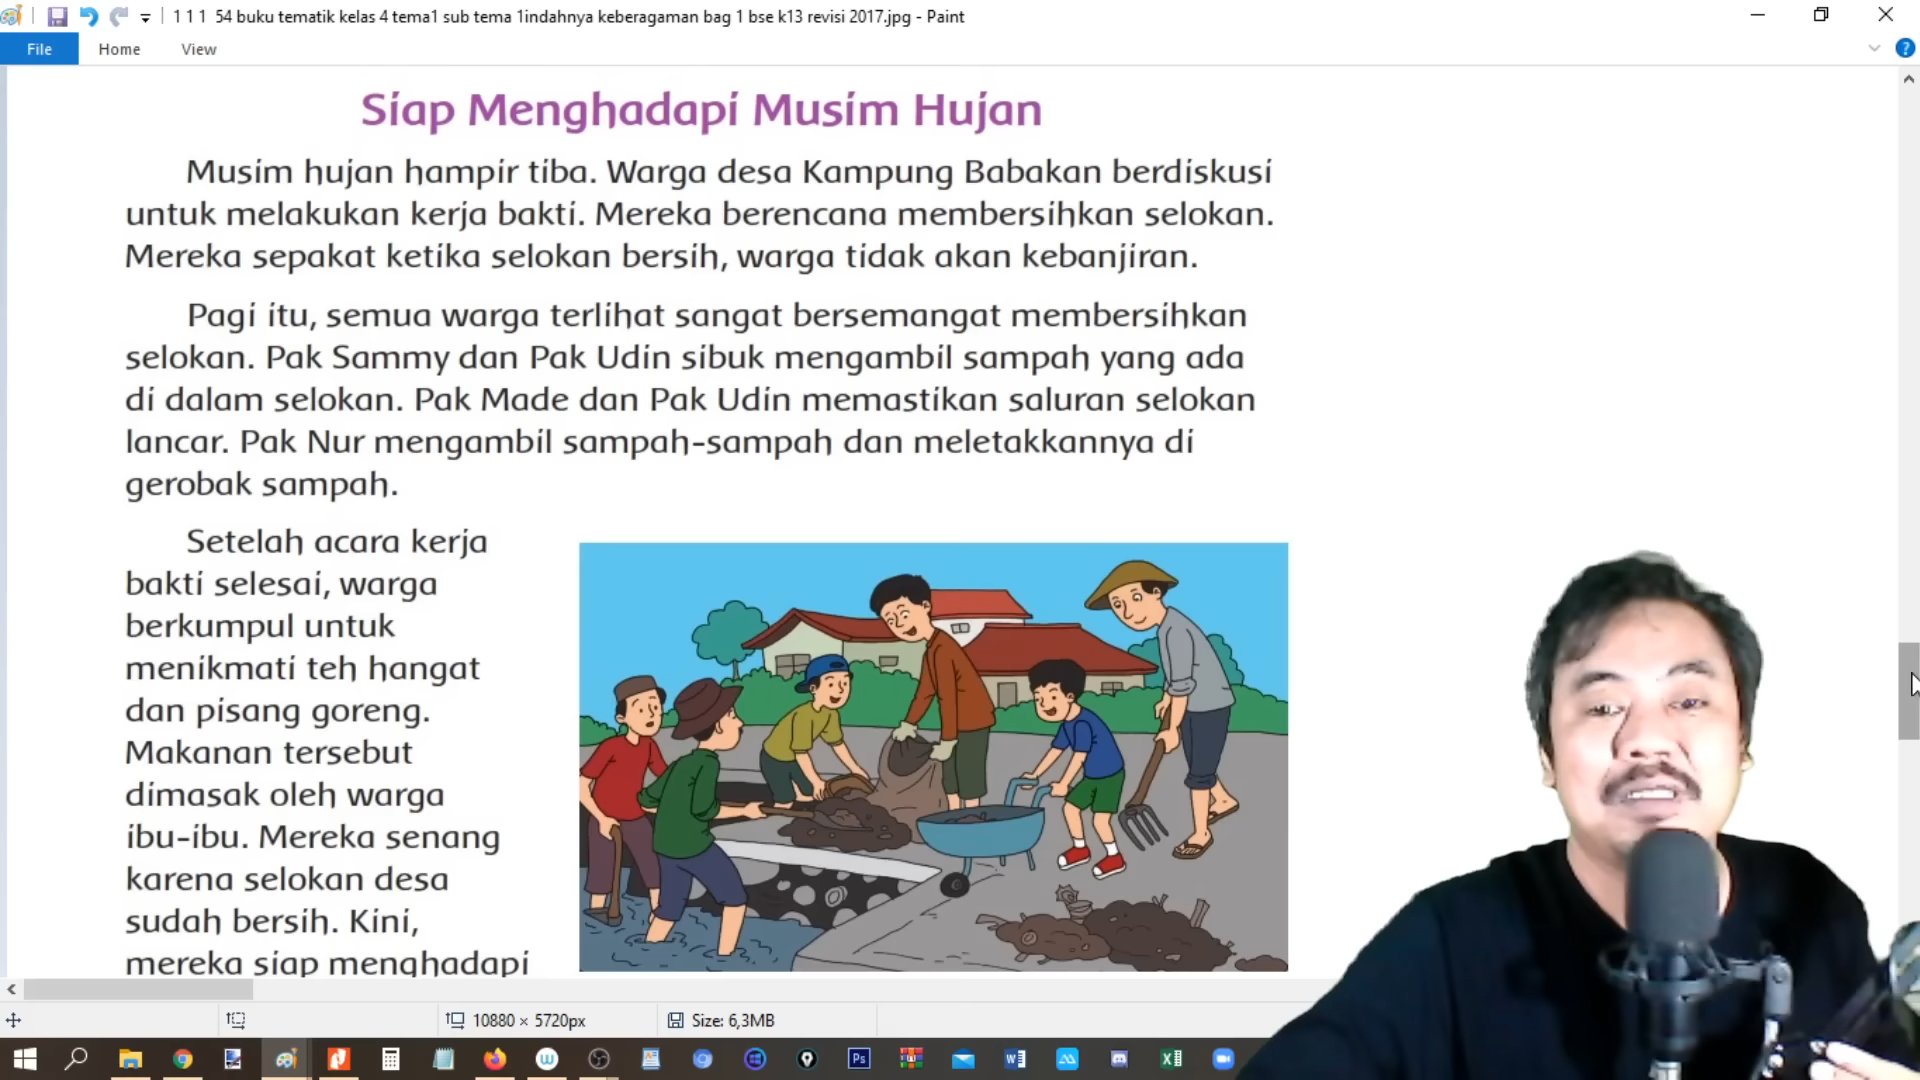 1 1 1  54 buku tematik kelas 4 tema1 sub tema 1indahnya keberagaman bag 1 bse k13 revisi 2017.jpg - Paint
File Home View
Siap Menghadapi Musim Hujan
Musim hujan hampir tiba. Warga desa Kampung Babakan berdiskusi
untuk melakukan kerja bakti. Mereka berencana membersihkan selokan.
Mereka sepakat ketika selokan bersih, warga tidak akan kebanjiran.
Pagi itu, semua warga terlihat sangat bersemangat membersihkan
selokan. Pak Sammy dan Pak Udin sibuk mengambil sampah yang ada
di dalam selokan. Pak Made dan Pak Udin memastikan saluran selokan
lancar. Pak Nur mengambil sampah-sampah dan meletakkannya di
gerobak sampah.
Setelah acara kerja
bakti selesai, warga
berkumpul untuk
menikmati teh hangat
dan pisang goreng.
Makanan tersebut
dimasak oleh warga
ibu-ibu. Mereka senang
karena selokan desa
sudah bersih. Kini,
mereka siap menghadapi
10880 × 5720px Size: 6,3MB
Ps